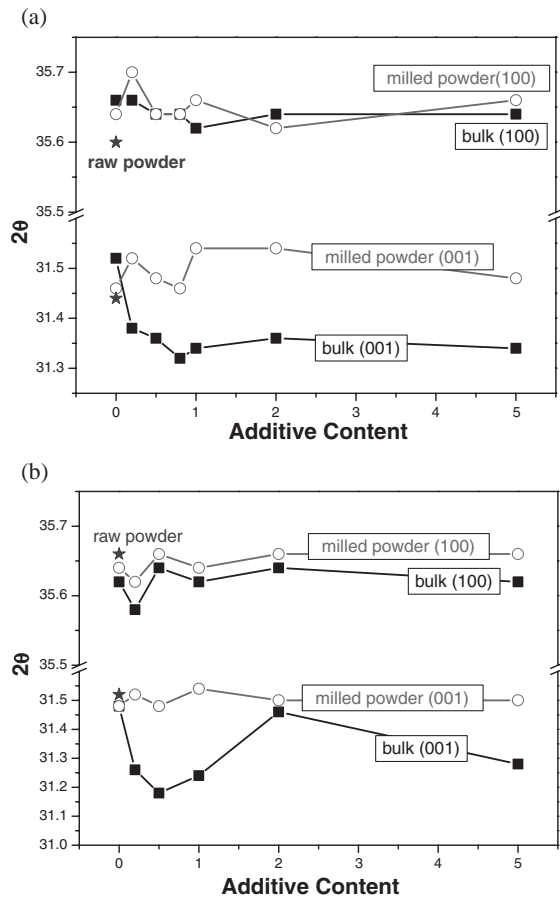 (a)
35.7
milled powder(100)
bulk (100)
35.6
raw powder
35.5
2θ
milled powder (001)
31.5
31.4
bulk (001)
31.3
0 1 2 3 4 5
Additive Content
(b)
35.7
raw powder
milled powder (100)
bulk (100)
35.6
35.5
2θ
31.5
milled powder (001)
31.4
bulk (001)
31.3
31.2
31.1
31.0
0 1 2 3 4 5
Additive Content